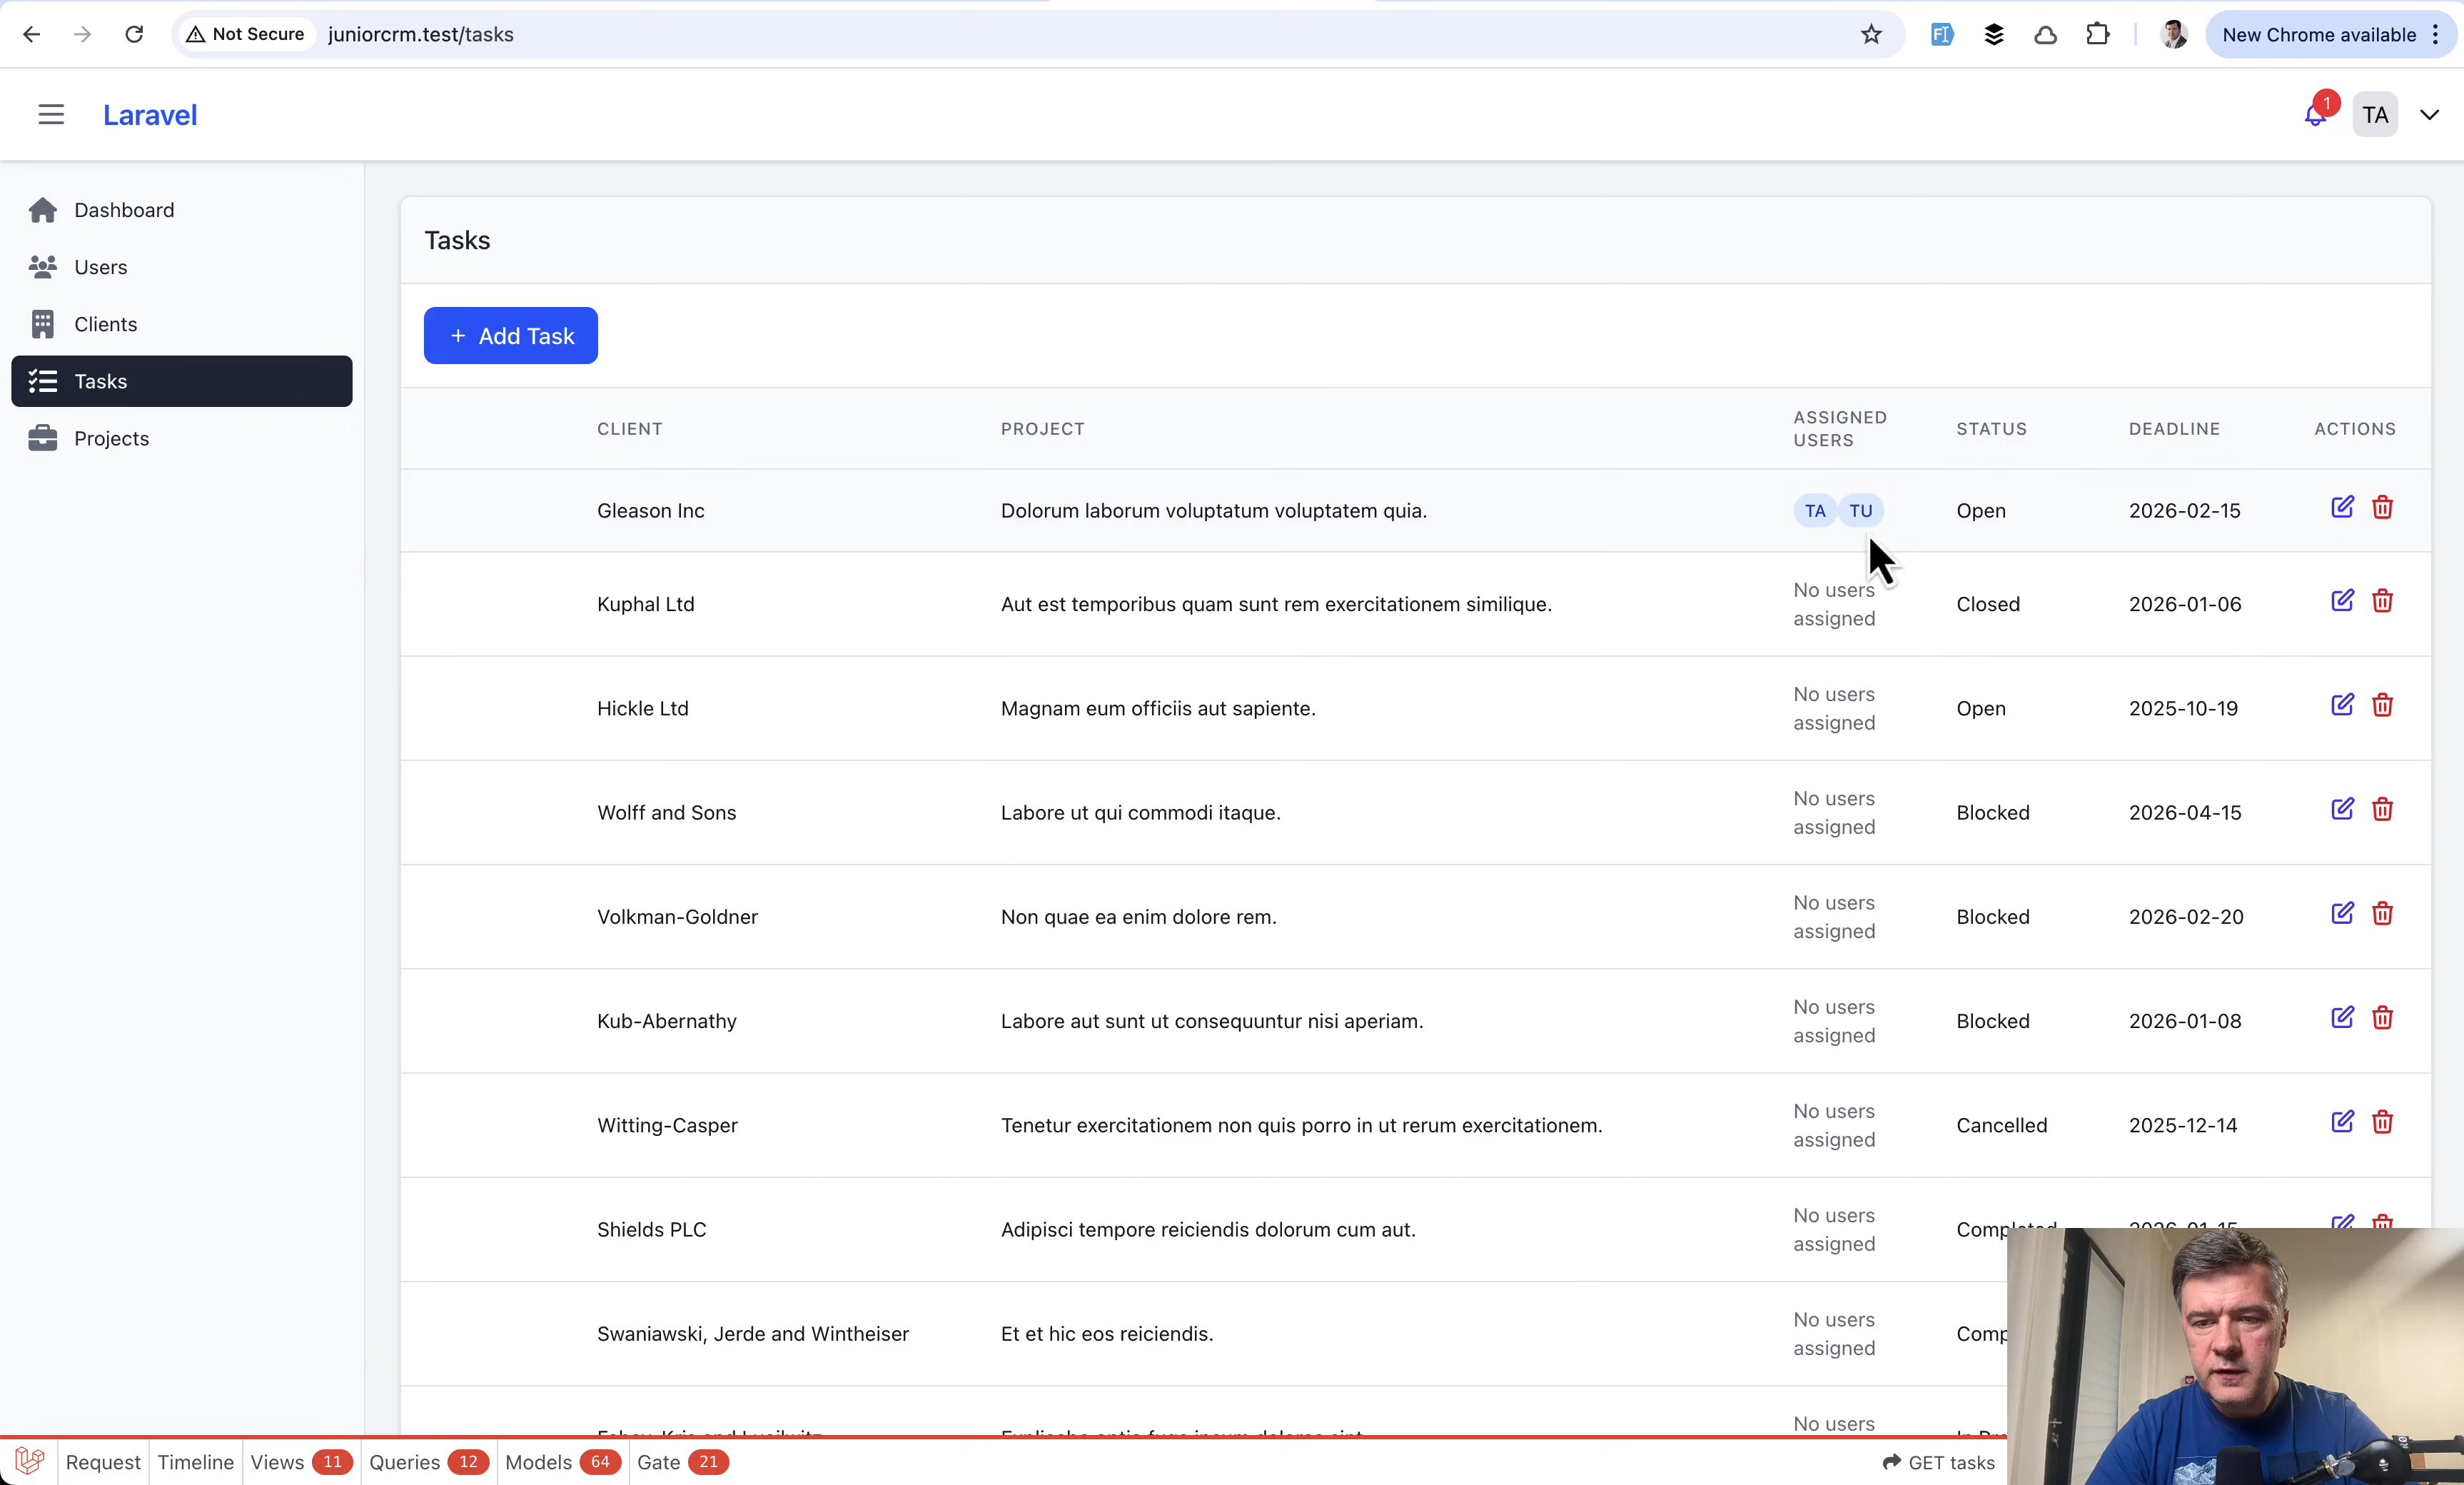 Not Secure juniorcrm.test/tasks New Chrome available
Laravel 1 TA
Dashboard
Users
Clients
Tasks
Projects
Tasks
+ Add Task
CLIENT PROJECT ASSIGNED USERS STATUS DEADLINE ACTIONS
Gleason Inc Dolorum laborum voluptatum voluptatem quia. TA TU Open 2026-02-15
Kuphal Ltd Aut est temporibus quam sunt rem exercitationem similique. No users assigned Closed 2026-01-06
Hickle Ltd Magnam eum officiis aut sapiente. No users assigned Open 2025-10-19
Wolff and Sons Labore ut qui commodi itaque. No users assigned Blocked 2026-04-15
Volkman-Goldner Non quae ea enim dolore rem. No users assigned Blocked 2026-02-20
Kub-Abernathy Labore aut sunt ut consequuntur nisi aperiam. No users assigned Blocked 2026-01-08
Witting-Casper Tenetur exercitationem non quis porro in ut rerum exercitationem. No users assigned Cancelled 2025-12-14
Shields PLC Adipisci tempore reiciendis dolorum cum aut. No users assigned Completed 2026-01-15
Swaniawski, Jerde and Wintheiser Et et hic eos reiciendis. No users assigned Comp
No users
Request Timeline Views 11 Queries 12 Models 64 Gate 21 GET tasks